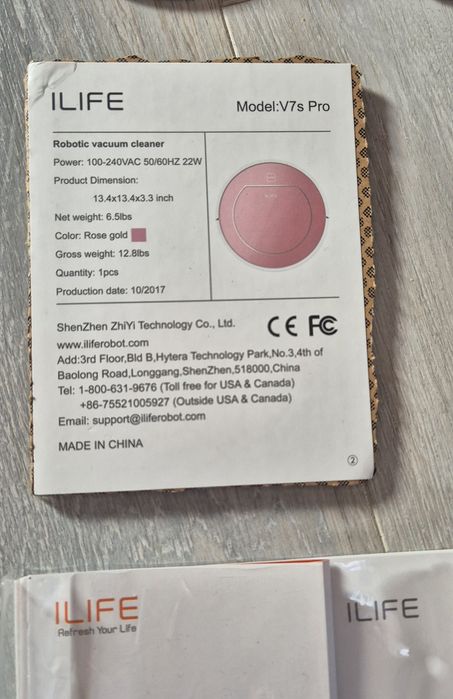 ILIFE
Model:V7s Pro
Robotic vacuum cleaner
Power: 100-240VAC 50/60HZ 22W
Product Dimension:
13.4x13.4x3.3 inch
Net weight: 6.5lbs
Color: Rose gold
Gross weight: 12.8lbs
Quantity: 1pcs
Production date: 10/2017
ILIFE
ShenZhen ZhiYi Technology Co., Ltd.
CE FC
www.iliferobot.com
Add:3rd Floor,Bld B,Hytera Technology Park,No.3,4th of
Baolong Road,Longgang,ShenZhen,518000,China
Tel: 1-800-631-9676 (Toll free for USA & Canada)
+86-75521005927 (Outside USA & Canada)
Email: support@iliferobot.com
MADE IN CHINA
②
ILIFE
Refresh Your Life
ILIFE